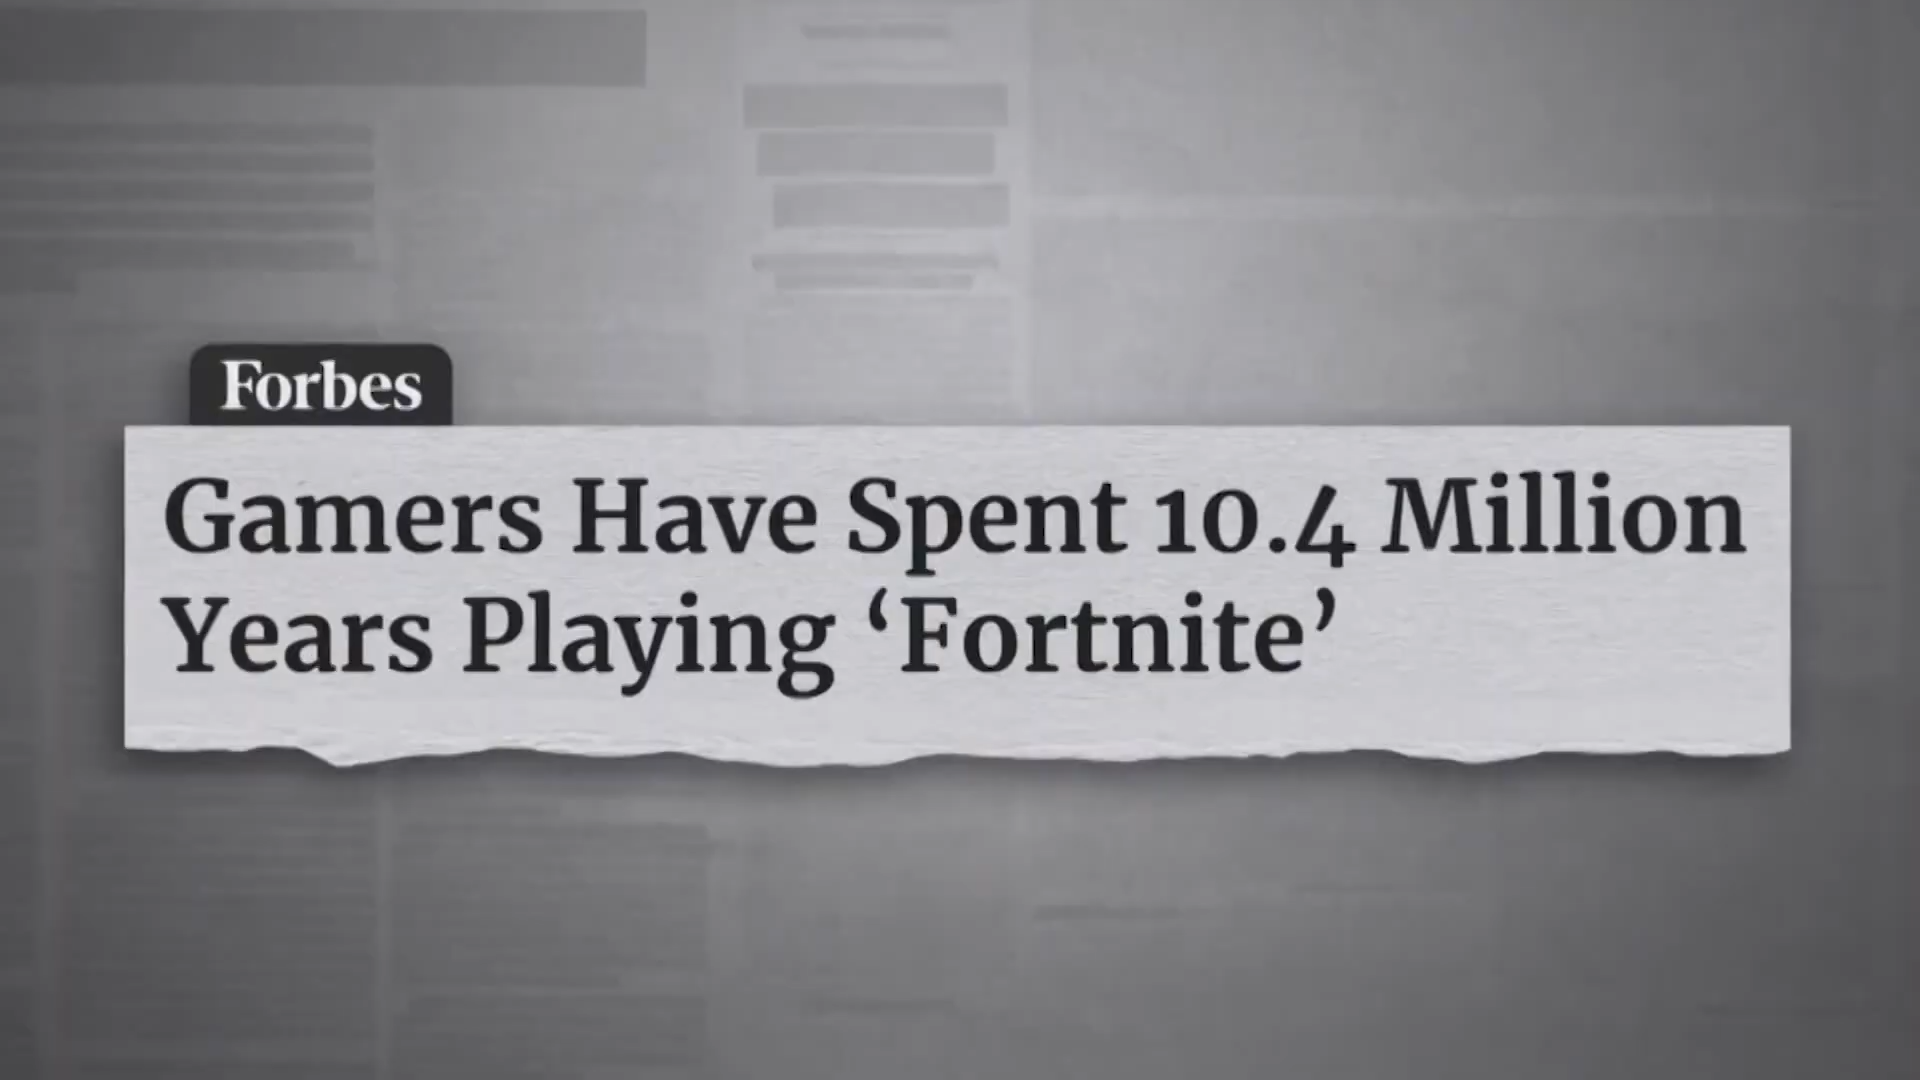 Forbes
Gamers Have Spent 10.4 Million
Years Playing ‘Fortnite’